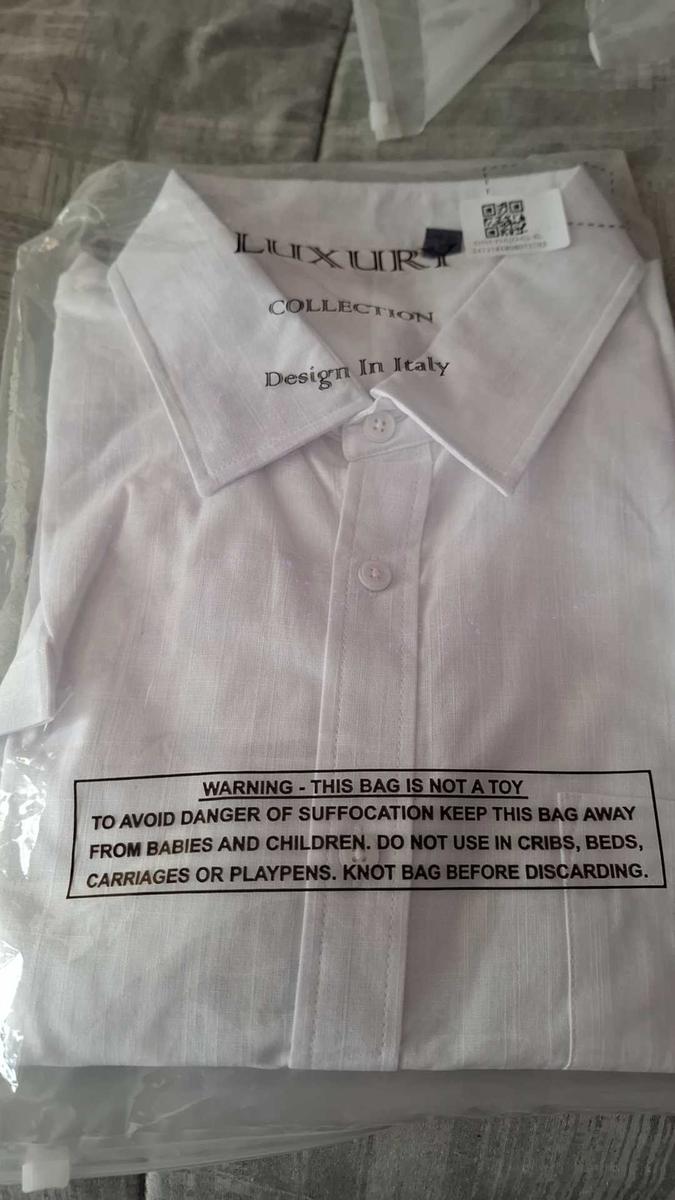 LUXURY
COLLECTION
Design In Italy
WARNING - THIS BAG IS NOT A TOY
TO AVOID DANGER OF SUFFOCATION KEEP THIS BAG AWAY
FROM BABIES AND CHILDREN. DO NOT USE IN CRIBS, BEDS,
CARRIAGES OR PLAYPENS. KNOT BAG BEFORE DISCARDING.